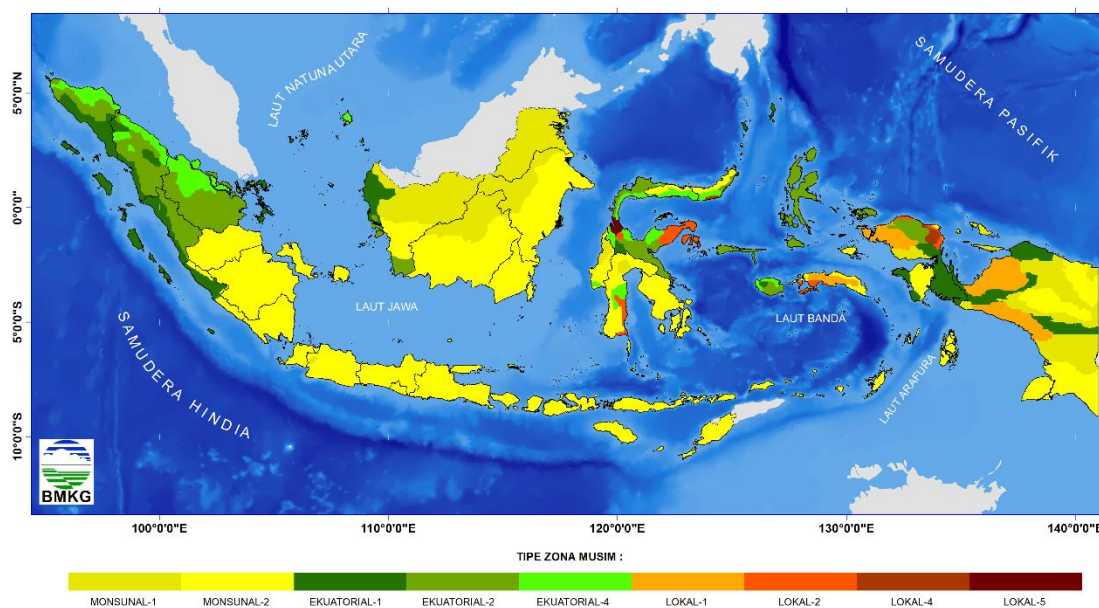 LAUT NATUNA UTARA
SAMUDERA PASIFIK
5°0'0"N
0°0'0"
LAUT JAWA
LAUT BANDA
5°0'0"S
SAMUDERA HINDIA
LAUT ARAFURA
10°0'0"S
BMKG
100°0'0"E
110°0'0"E
120°0'0"E
130°0'0"E
140°0'0"E
TIPE ZONA MUSIM :
MONSUNAL-1
MONSUNAL-2
EKUATORIAL-1
EKUATORIAL-2
EKUATORIAL-4
LOKAL-1
LOKAL-2
LOKAL-4
LOKAL-5